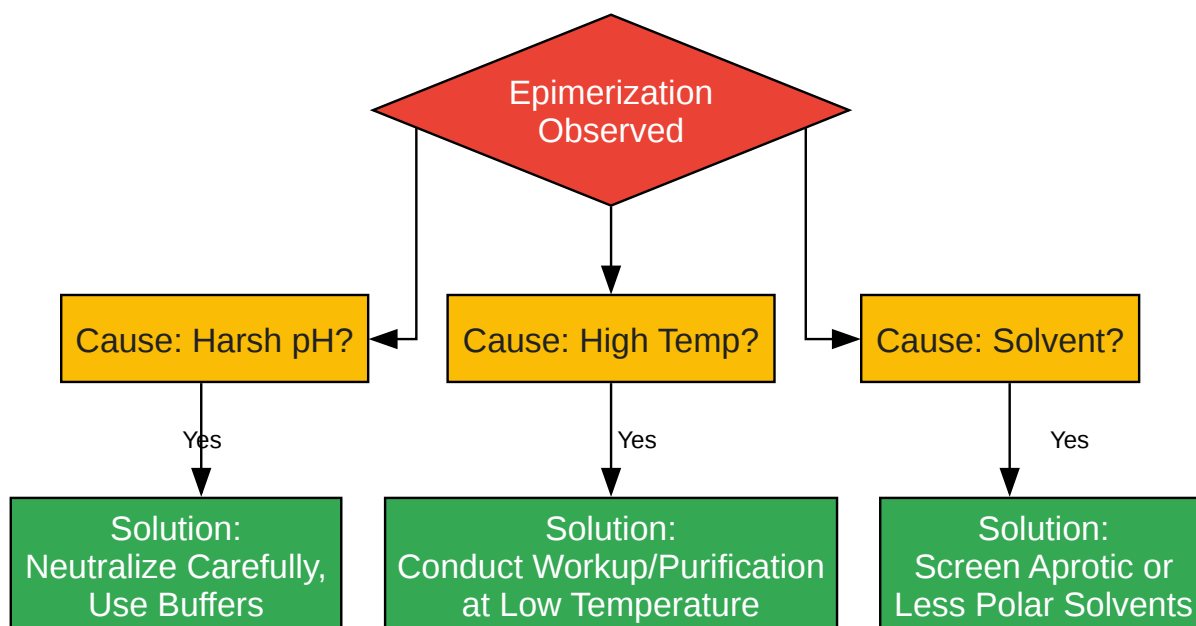 Epimerization
Observed
Cause: Harsh pH?
Cause: High Temp?
Cause: Solvent?
Yes
Yes
Yes
Solution:
Neutralize Carefully,
Use Buffers
Solution:
Conduct Workup/Purification
at Low Temperature
Solution:
Screen Aprotic or
Less Polar Solvents